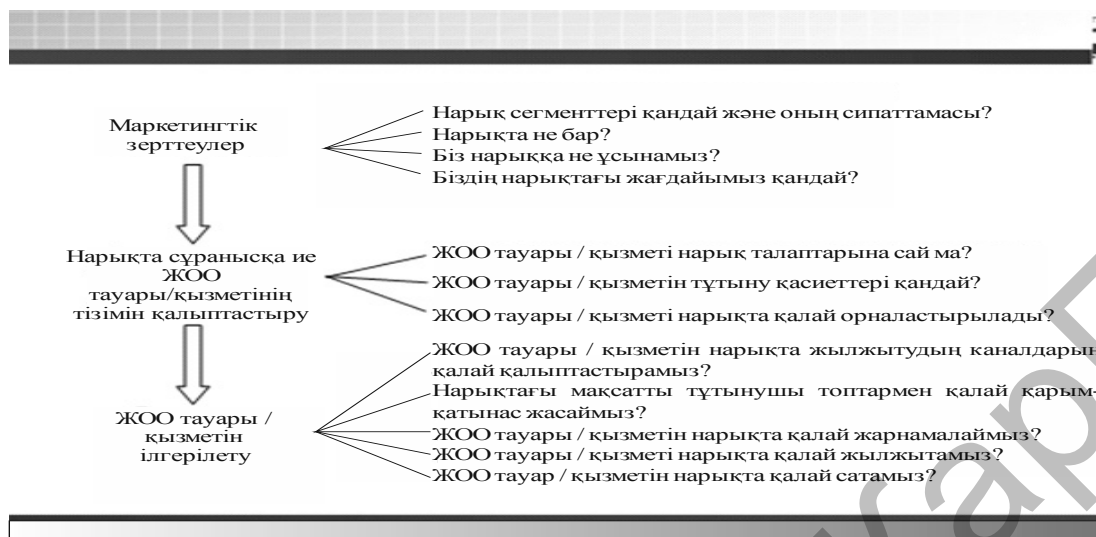 Маркетингтік
зерттеулер
Нарық сегменттері қандай және оның сипаттамасы?
Нарықта не бар?
Біз нарыққа не ұсынамыз?
Біздің нарықтағы жағдайымыз қандай?
Нарықта сұранысқа ие
ЖОО
тауары/қызметінің
тізімін қалыптастыру
ЖОО тауары / қызметі нарық талаптарына сай ма?
ЖОО тауары / қызметін тұтыну қасиеттері қандай?
ЖОО тауары / қызметі нарықта қалай орналастырылады?
ЖОО тауары /
қызметін
ілгерілету
ЖОО тауары / қызметін нарықта жылжытудың каналдарын
қалай қалыптастырамыз?
Нарықтағы мақсатты тұтынушы топтармен қалай қарым-
қатынас жасаймыз?
ЖОО тауары / қызметін нарықта қалай жарнамалаймыз?
ЖОО тауары / қызметі нарықта қалай жылжытамыз?
ЖОО тауар / қызметін нарықта қалай сатамыз?